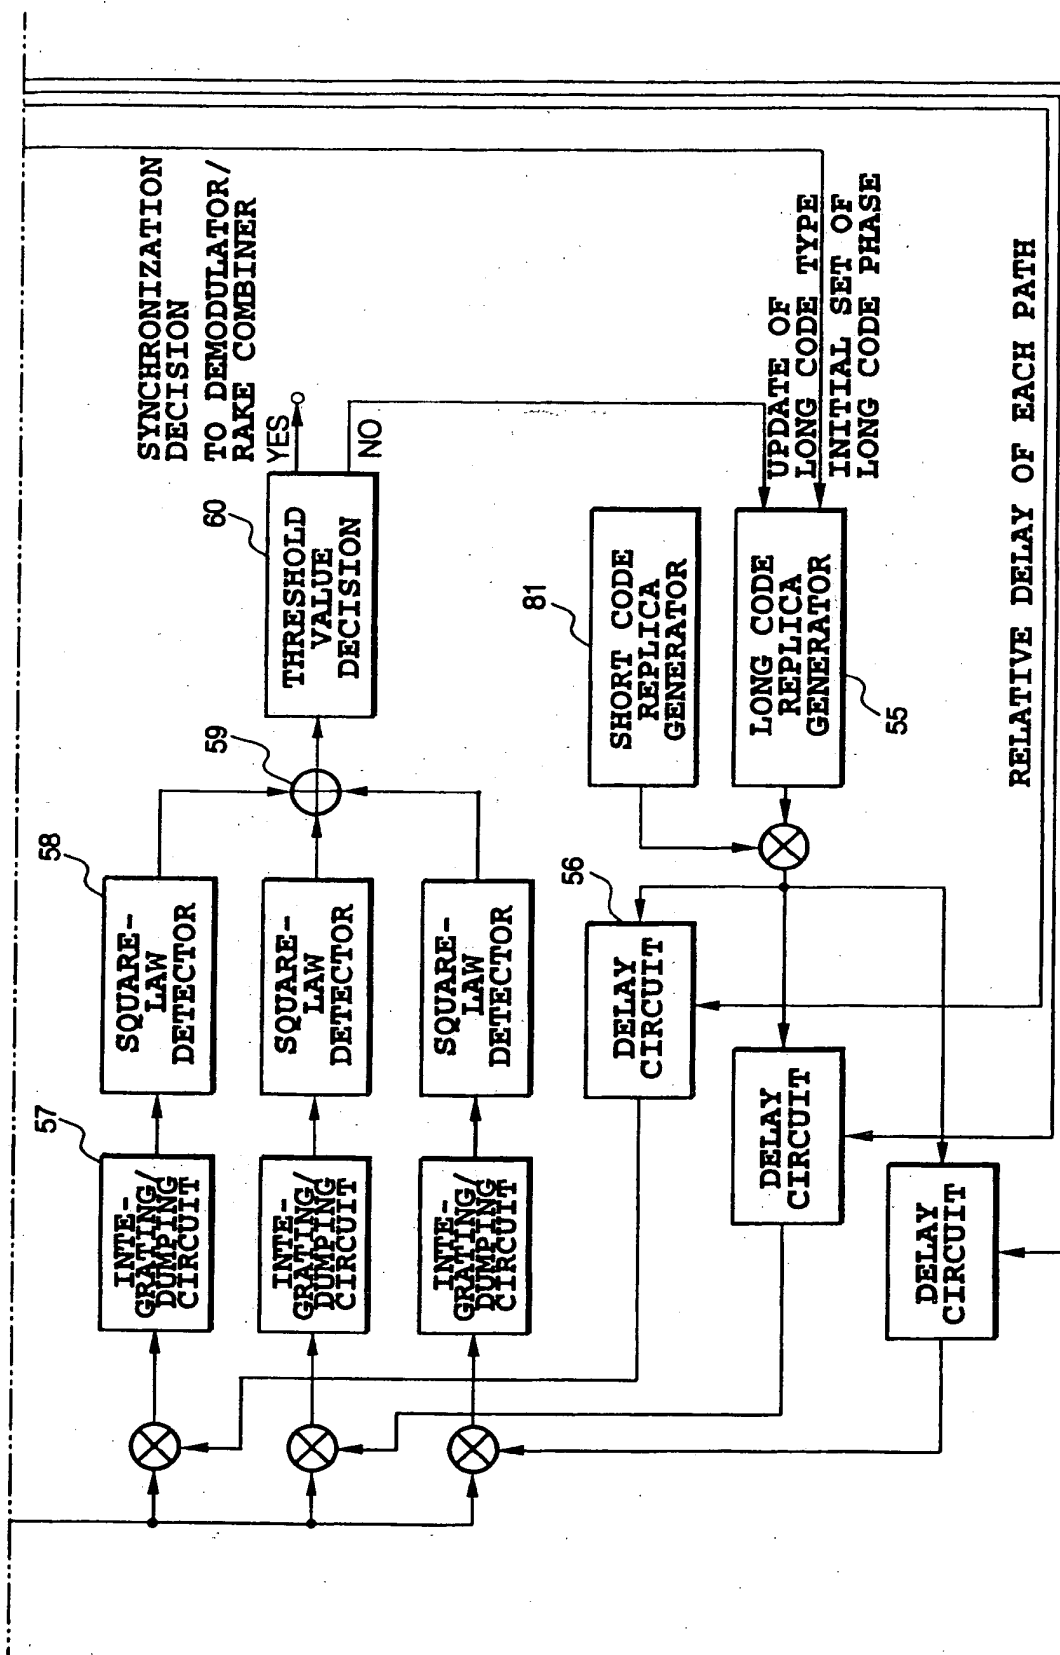 SYNCHRONIZATION
DECISION
TO DEMODULATOR/
RAKE COMBINER
YES
NO
60
THRESHOLD
VALUE
DECISION
59
58
SQUARE-
LAW
DETECTOR
57
INTE-
GRATING/
DUMPING
CIRCUIT
SQUARE-
LAW
DETECTOR
INTE-
GRATING/
DUMPING
CIRCUIT
SQUARE-
LAW
DETECTOR
INTE-
GRATING/
DUMPING
CIRCUIT
81
SHORT CODE
REPLICA
GENERATOR
UPDATE OF
LONG CODE TYPE
INITIAL SET OF
LONG CODE PHASE
LONG CODE
REPLICA
GENERATOR
55
56
DELAY
CIRCUIT
DELAY
CIRCUIT
DELAY
CIRCUIT
RELATIVE DELAY OF EACH PATH